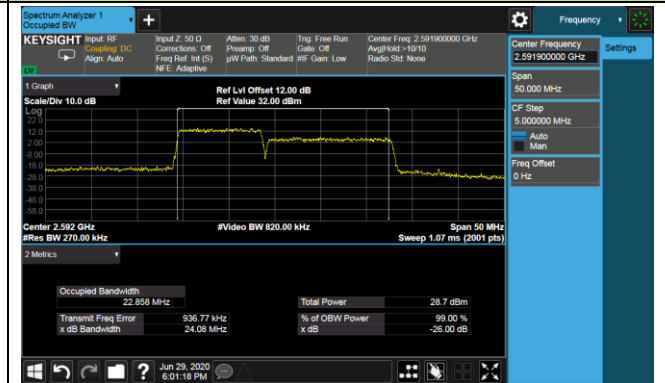 Spectrum Analyzer 1
Occupied BW
Frequency
KEYSIGHT
Input: RF
Coupling: DC
Align: Auto
Input Z: 50 Ω
Corrections: Off
Freq Ref: Int (S)
NFE: Adaptive
Atten: 30 dB
Preamp: Off
µW Path: Standard
Trig: Free Run
Gate: Off
#IF Gain: Low
Center Freq: 2.591900000 GHz
Avg|Hold:>10/10
Radio Std: None
Center Frequency
2.591900000 GHz
Settings
Span
50.000 MHz
CF Step
5.000000 MHz
Auto
Man
Freq Offset
0 Hz
1 Graph
Scale/Div 10.0 dB
Ref Lvl Offset 12.00 dB
Ref Value 32.00 dBm
Log
22.0
12.0
2.00
-8.00
-18.0
-28.0
-38.0
-48.0
-58.0
Center 2.592 GHz
#Video BW 820.00 kHz
Span 50 MHz
#Res BW 270.00 kHz
Sweep 1.07 ms (2001 pts)
2 Metrics
Occupied Bandwidth
22.858 MHz
Total Power
28.7 dBm
Transmit Freq Error
936.77 kHz
% of OBW Power
99.00 %
x dB Bandwidth
24.08 MHz
x dB
-26.00 dB
?
Jun 29, 2020
6:01:18 PM